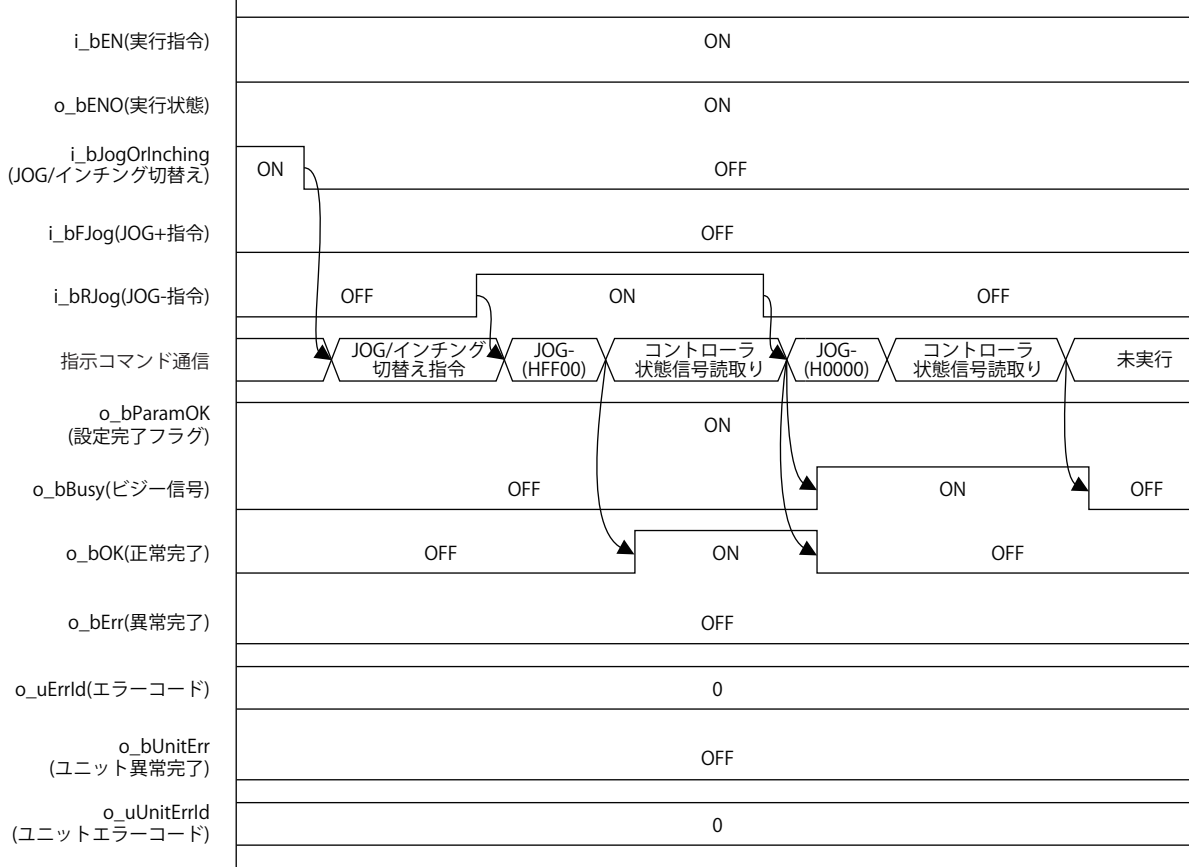 i_bEN(実行指令)
ON
o_bENO(実行状態)
ON
i_bJogOrInching
(JOG/インチング切替え)
ON
OFF
i_bFJog(JOG+指令)
OFF
i_bRJog(JOG-指令)
OFF
ON
OFF
指示コマンド通信
JOG/インチング
切替え指令
JOG-
(HFF00)
コントローラ
状態信号読取り
JOG-
(H0000)
コントローラ
状態信号読取り
未実行
o_bParamOK
(設定完了フラグ)
ON
o_bBusy(ビジー信号)
OFF
ON
OFF
o_bOK(正常完了)
OFF
ON
OFF
o_bErr(異常完了)
OFF
o_uErrId(エラーコード)
0
o_bUnitErr
(ユニット異常完了)
OFF
o_uUnitErrId
(ユニットエラーコード)
0